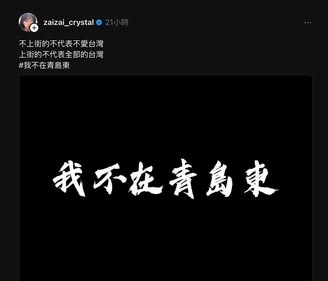 zaizai_crystal 21小時
不上街的不代表不愛台灣
上街的不代表全部的台灣
#我不在青島東
我不在青島東